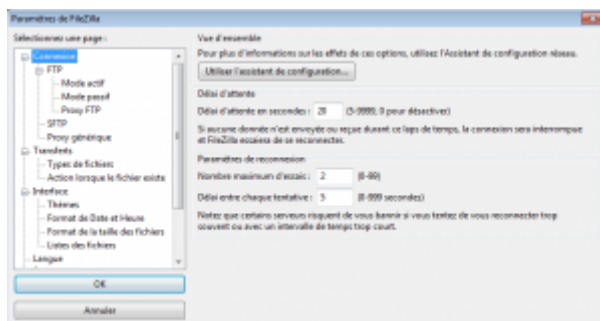 Paramètres de FileZilla
Sélectionnez une page :
Connexion
FTP
Mode actif
Mode passif
Proxy FTP
SFTP
Proxy générique
Transferts
Types de fichiers
Action lorsque le fichier existe
Interface
Thèmes
Format de Date et Heure
Format de la taille des fichiers
Listes des fichiers
Langue
OK
Annuler
Vue d'ensemble
Pour plus d'informations sur les effets de ces options, utilisez l'Assistant de configuration réseau.
Utiliser l'assistant de configuration...
Délai d'attente
Délai d'attente en secondes : 20 (5-9999, 0 pour désactiver)
Si aucune donnée n'est envoyée ou reçue durant ce laps de temps, la connexion sera interrompue
et FileZilla essaiera de se reconnecter.
Paramètres de reconnexion
Nombre maximum d'essais : 2 (0-99)
Délai entre chaque tentative : 5 (0-999 secondes)
Notez que certains serveurs risquent de vous bannir si vous tentez de vous reconnecter trop
souvent ou avec un intervalle de temps trop court.